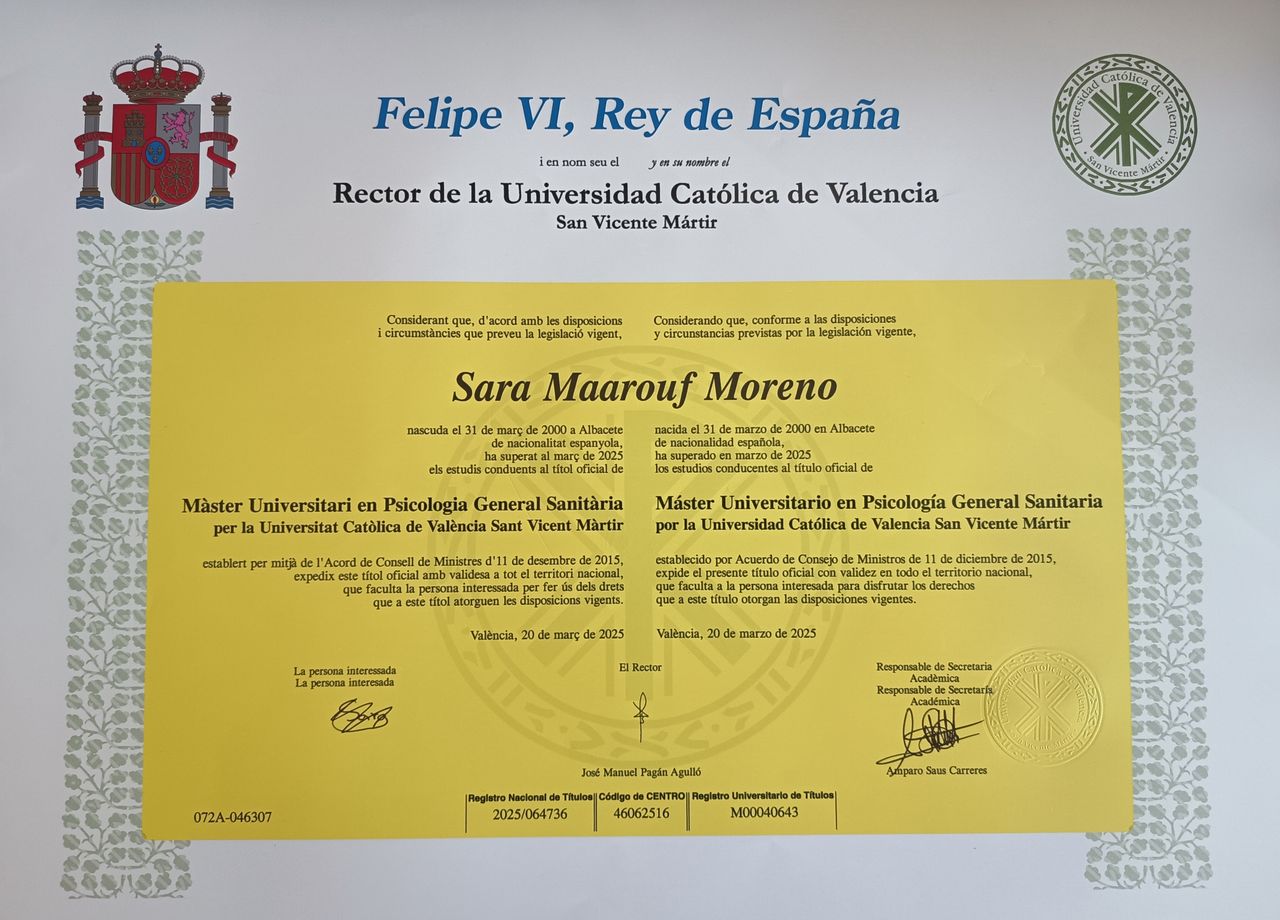 Felipe VI, Rey de España
i en nom seu el y en su nombre el
Rector de la Universidad Católica de Valencia
San Vicente Mártir
Universidad Católica de Valencia
· San Vicente Mártir ·
Considerant que, d'acord amb les disposicions
i circumstàncies que preveu la legislació vigent,
Considerando que, conforme a las disposiciones
y circunstancias previstas por la legislación vigente,
Sara Maarouf Moreno
nascuda el 31 de març de 2000 a Albacete
de nacionalitat espanyola,
ha superat al març de 2025
els estudis conduents al títol oficial de
nacida el 31 de marzo de 2000 en Albacete
de nacionalidad española,
ha superado en marzo de 2025
los estudios conducentes al título oficial de
Màster Universitari en Psicologia General Sanitària
per la Universitat Catòlica de València Sant Vicent Màrtir
Máster Universitario en Psicología General Sanitaria
por la Universidad Católica de Valencia San Vicente Mártir
establert per mitjà de l'Acord de Consell de Ministres d'11 de desembre de 2015,
expedix este títol oficial amb validesa a tot el territori nacional,
que faculta la persona interessada per fer ús dels drets
que a este títol atorguen les disposicions vigents.
establecido por Acuerdo de Consejo de Ministros de 11 de diciembre de 2015,
expide el presente título oficial con validez en todo el territorio nacional,
que faculta a la persona interesada para disfrutar los derechos
que a este título otorgan las disposiciones vigentes.
València, 20 de març de 2025
València, 20 de marzo de 2025
La persona interessada
La persona interesada
El Rector
José Manuel Pagán Agulló
Responsable de Secretaria
Acadèmica
Responsable de Secretaría
Académica
Amparo Saus Carreres
Universidad Católica de Valencia
072A-046307
Registro Nacional de Títulos
2025/064736
Código de CENTRO
46062516
Registro Universitario de Títulos
M00040643